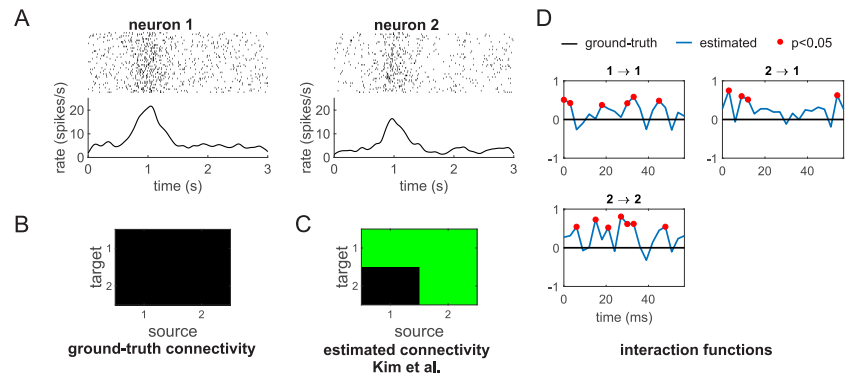 A
neuron 1
neuron 2
rate (spikes/s)
20
10
0
0
1
2
3
time (s)
rate (spikes/s)
20
10
0
0
1
2
3
time (s)
B
target
1
2
1
2
source
ground-truth connectivity
C
target
1
2
1
2
source
estimated connectivity
Kim et al.
D
ground-truth
estimated
p<0.05
1 → 1
1
0
-1
0
20
40
2 → 1
1
0
-1
0
20
40
2 → 2
1
0
-1
0
20
40
time (ms)
interaction functions